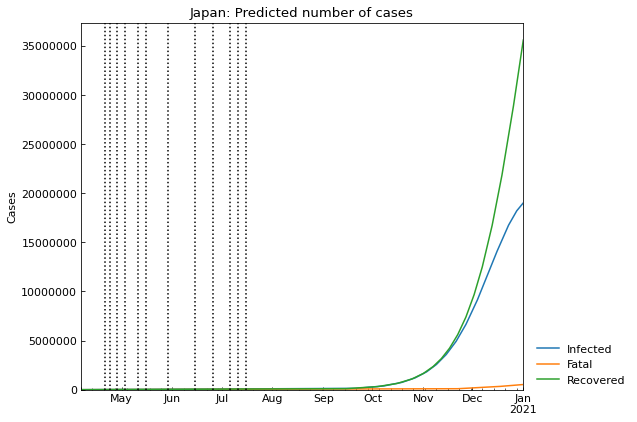 Japan: Predicted number of cases
Cases
35000000
30000000
25000000
20000000
15000000
10000000
5000000
0
May Jun Jul Aug Sep Oct Nov Dec Jan
2021
Infected
Fatal
Recovered